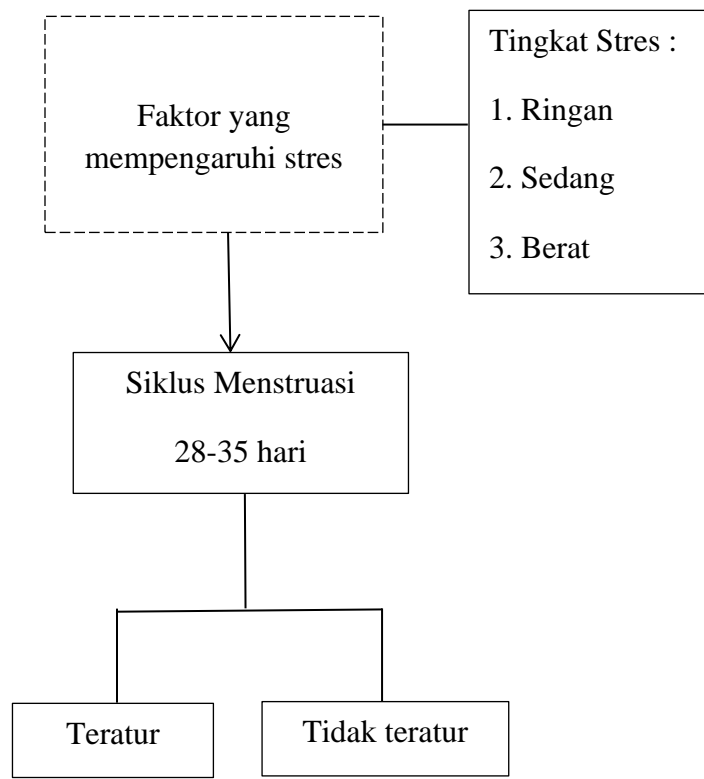 Faktor yang
mempengaruhi stres
Tingkat Stres :
1. Ringan
2. Sedang
3. Berat
Siklus Menstruasi
28-35 hari
Teratur
Tidak teratur